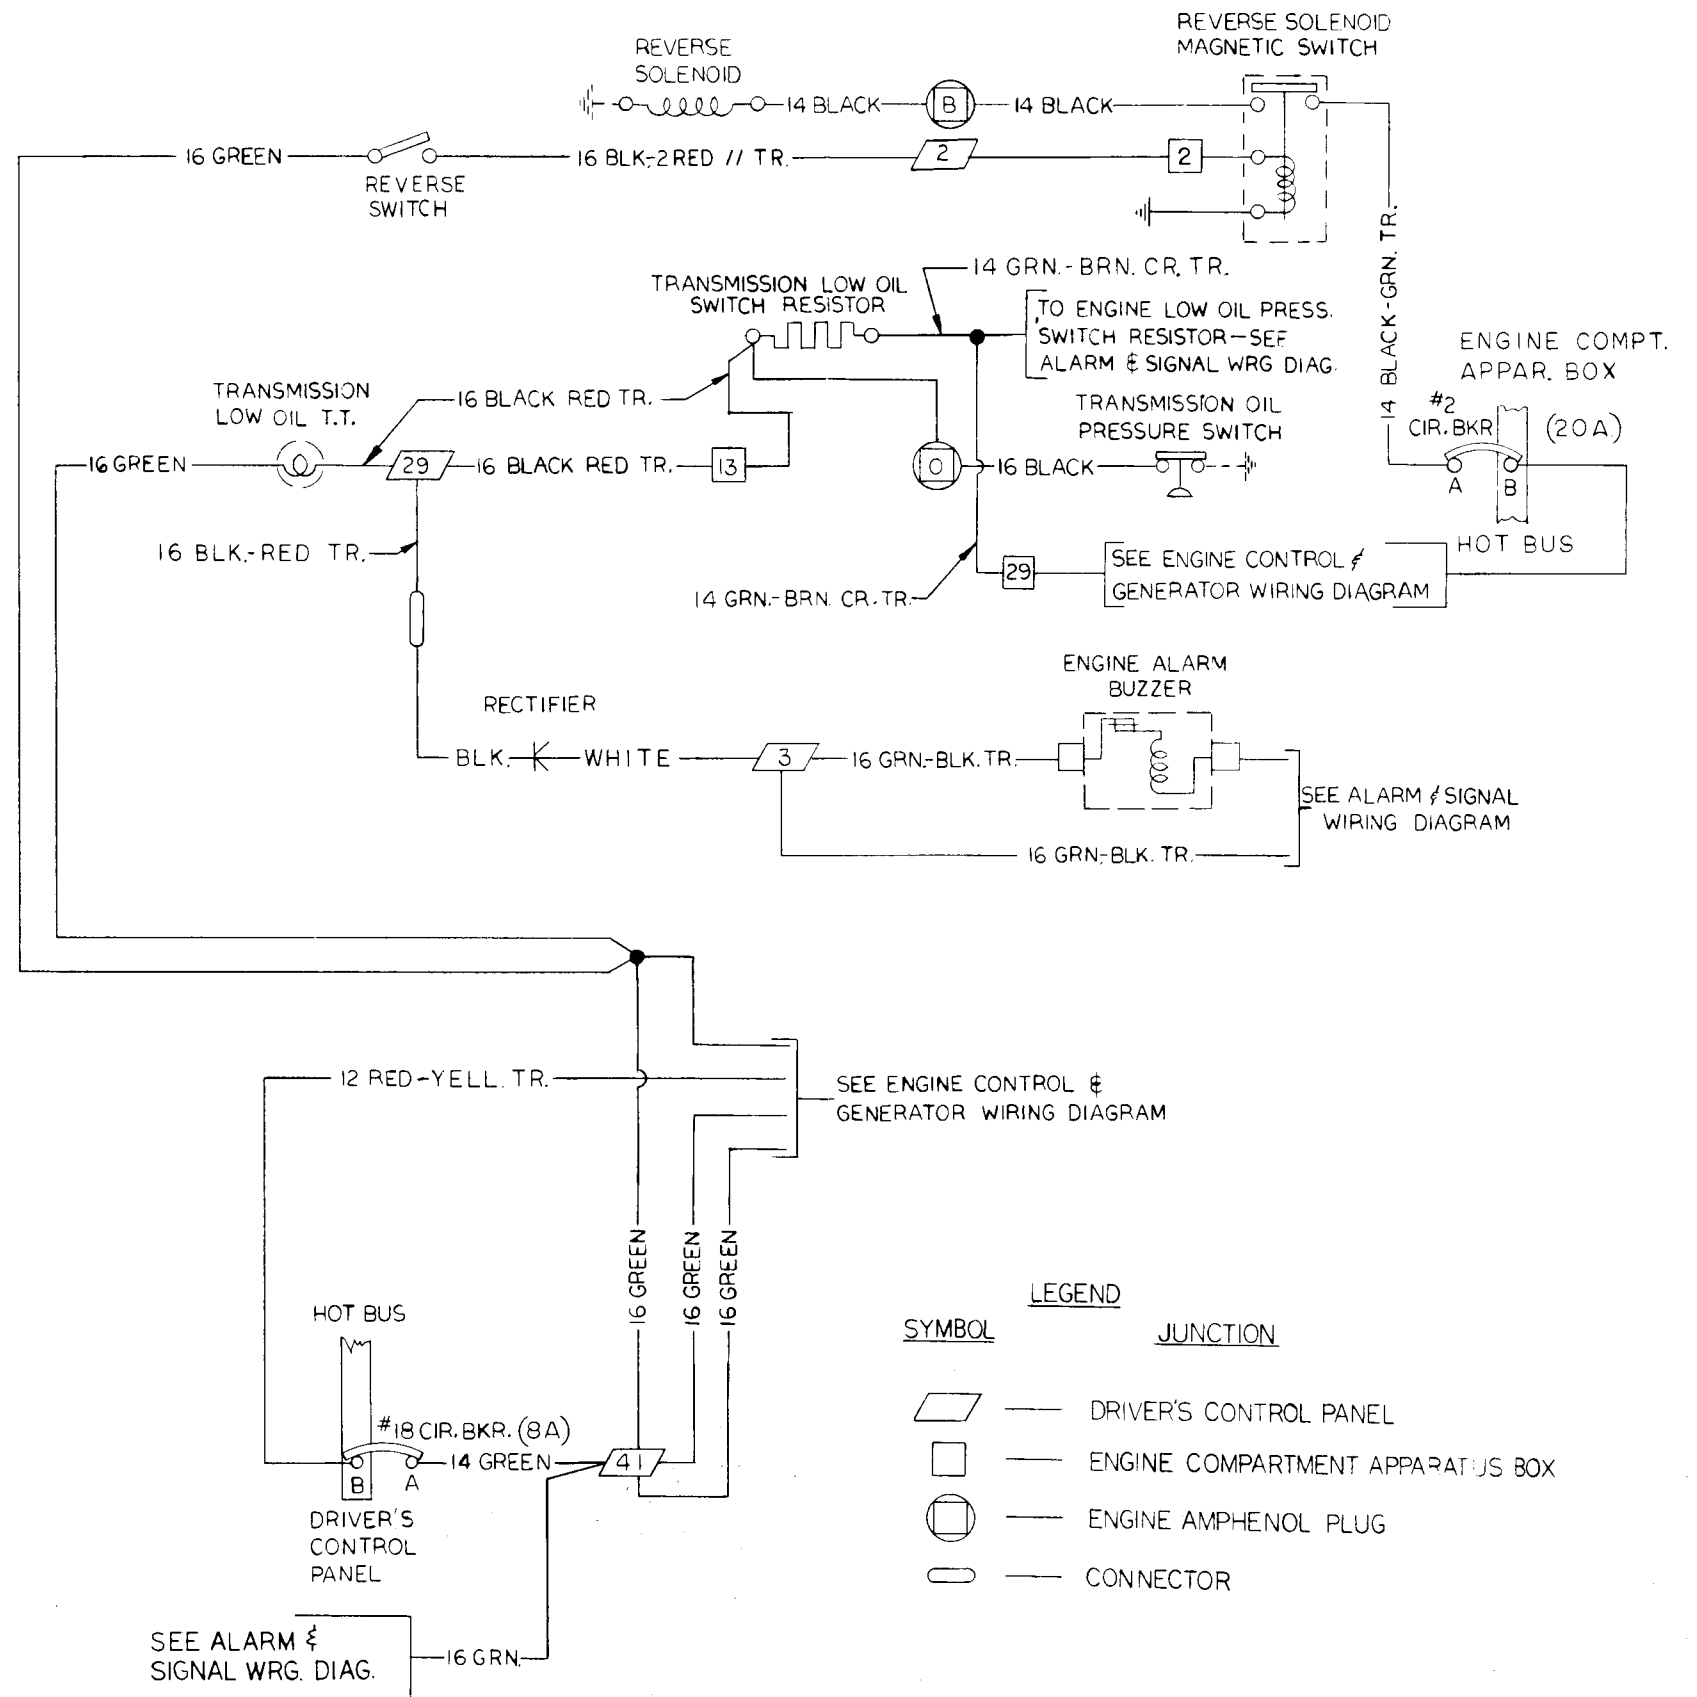 REVERSE SOLENOID
MAGNETIC SWITCH
REVERSE
SOLENOID
14 BLACK
B
14 BLACK
16 GREEN
REVERSE
SWITCH
16 BLK.-2RED // TR.
2
2
14 BLACK-GRN. TR.
14 GRN.-BRN. CR. TR.
TRANSMISSION LOW OIL
SWITCH RESISTOR
TO ENGINE LOW OIL PRESS.
SWITCH RESISTOR-SEE
ALARM & SIGNAL WRG DIAG.
ENGINE COMPT.
APPAR. BOX
#2
CIR. BKR
(20A.)
A
B
HOT BUS
TRANSMISSION
LOW OIL T.T.
16 BLACK RED TR.
TRANSMISSION OIL
PRESSURE SWITCH
16 GREEN
29
16 BLACK RED TR.
13
O
16 BLACK
16 BLK.-RED TR.
14 GRN.-BRN. CR. TR.
29
SEE ENGINE CONTROL &
GENERATOR WIRING DIAGRAM
ENGINE ALARM
BUZZER
RECTIFIER
BLK.
WHITE
3
16 GRN.-BLK. TR.
SEE ALARM & SIGNAL
WIRING DIAGRAM
16 GRN-BLK. TR.
12 RED-YELL. TR.
SEE ENGINE CONTROL &
GENERATOR WIRING DIAGRAM
16 GREEN
16 GREEN
16 GREEN
HOT BUS
#18 CIR. BKR. (8A)
B
A
14 GREEN
41
DRIVER'S
CONTROL
PANEL
SEE ALARM &
SIGNAL WRG. DIAG.
16 GRN.
LEGEND
SYMBOL
JUNCTION
DRIVER'S CONTROL PANEL
ENGINE COMPARTMENT APPARATUS BOX
ENGINE AMPHENOL PLUG
CONNECTOR